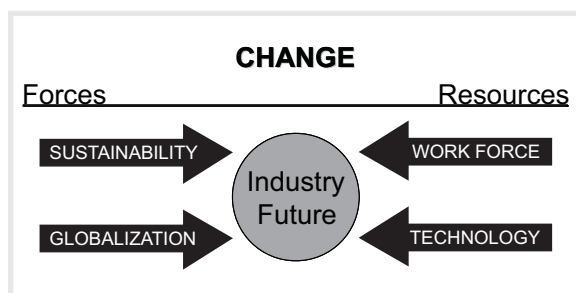 CHANGE
Forces Resources
SUSTAINABILITY WORK FORCE
Industry
Future
GLOBALIZATION TECHNOLOGY